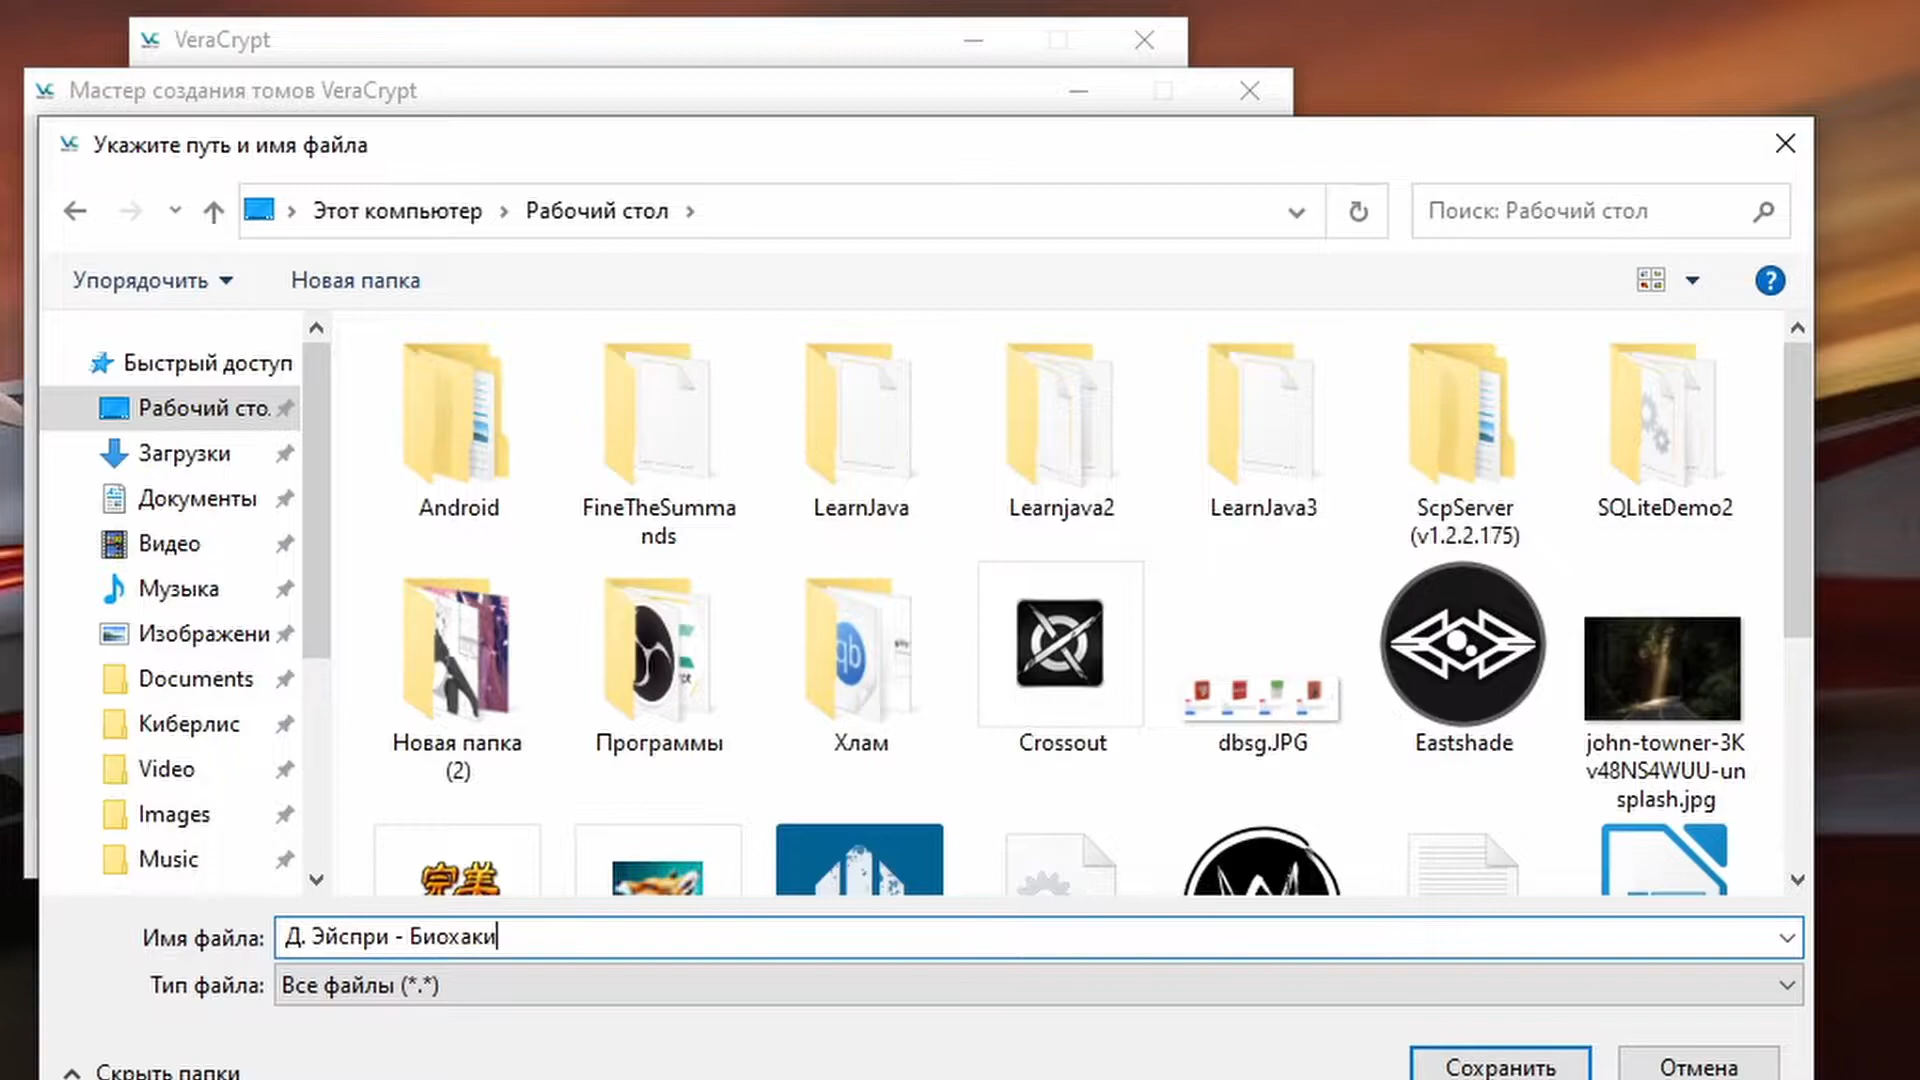 VeraCrypt
Мастер создания томов VeraCrypt
Укажите путь и имя файла
Этот компьютер
Рабочий стол
Поиск: Рабочий стол
Упорядочить
Новая папка
Быстрый доступ
Рабочий сто.
Загрузки
Документы
Видео
Музыка
Изображени
Documents
Киберлис
Video
Images
Music
Android
FineTheSumma
nds
LearnJava
Learnjava2
LearnJava3
ScpServer
(v1.2.2.175)
SQLiteDemo2
Новая папка
(2)
Программы
qb
Хлам
Crossout
dbsg.JPG
Eastshade
john-towner-3K
v48NS4WUU-un
splash.jpg
完美
Имя файла:
Д. Эйспри - Биохаки
Тип файла:
Все файлы (*.*)
Скрыть папки
Сохранить
Отмена